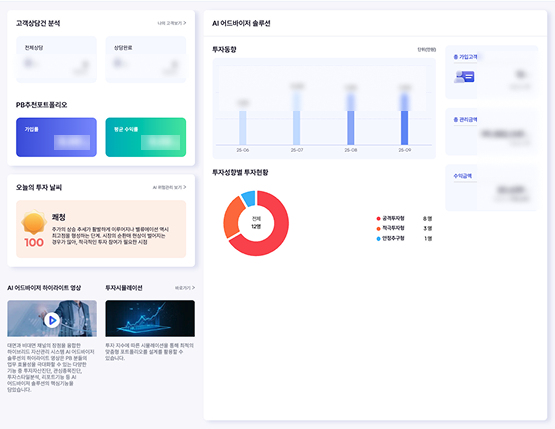 고객상담건 분석
나의 고객보기 >
전체상담
상담완료
PB추천포트폴리오
가입률
평균 수익률
오늘의 투자 날씨
AI 위험관리 보기 >
쾌청
100
주가의 상승 추세가 활발하게 이루어지나 밸류에이션 역시
최고점을 형성하는 단계. 시장의 순환매 현상이 벌어지는
경우가 많아, 적극적인 투자 참여가 필요한 시점
AI 어드바이저 하이라이트 영상
대면과 비대면 채널의 장점을 융합한
하이브리드 자산관리 시스템 AI 어드바이저
솔루션의 하이라이트 영상은 PB 분들의
업무 효율성을 극대화할 수 있는 다양한
기능 중 투자자산진단, 관심종목진단,
투자스타일분석, 리포트기능 등 AI
어드바이저 솔루션의 핵심기능을
담았습니다.
투자시뮬레이션
바로가기 >
투자 지수에 따른 시뮬레이션을 통해 최적의
맞춤형 포트폴리오를 설계를 활용할 수
있습니다.
AI 어드바이저 솔루션
투자동향
단위(만원)
25-06
25-07
25-08
25-09
투자성향별 투자현황
전체
12명
공격투자형 8명
적극투자형 3명
안정추구형 1명
총 가입고객
총 관리금액
수익금액